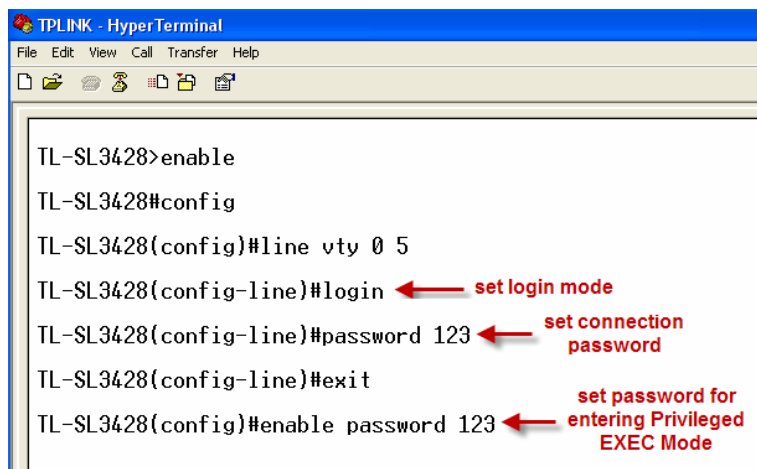 TPLINK - HyperTerminal
File Edit View Call Transfer Help
TL-SL3428>enable
TL-SL3428#config
TL-SL3428(config)#line vty 0 5
TL-SL3428(config-line)#login
set login mode
TL-SL3428(config-line)#password 123
set connection
password
TL-SL3428(config-line)#exit
TL-SL3428(config)#enable password 123
set password for
entering Privileged
EXEC Mode